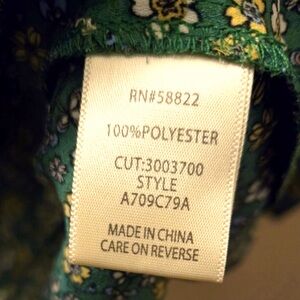 RN#58822
100%POLYESTER
CUT:3003700
STYLE
A709C79A
MADE IN CHINA
CARE ON REVERSE